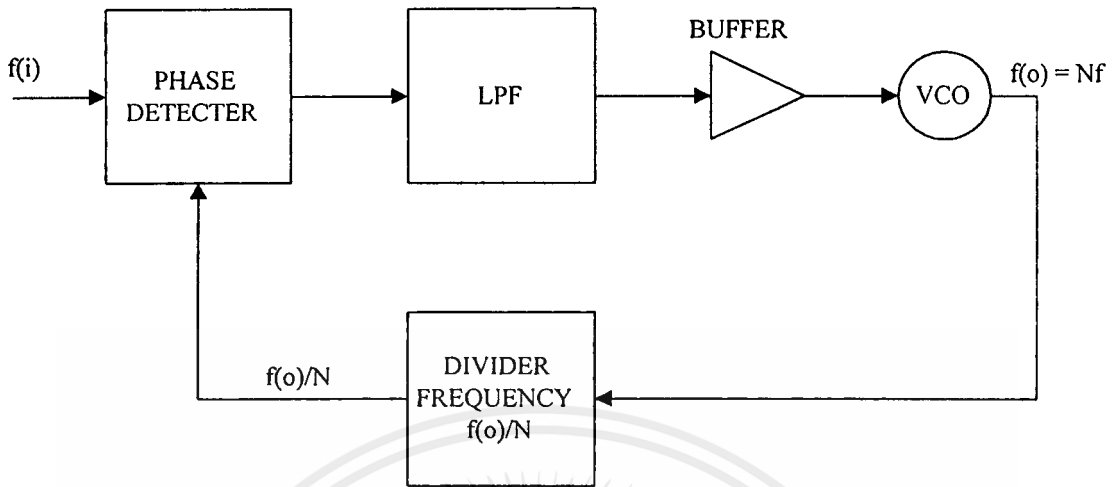 f(i)
PHASE
DETECTER
LPF
BUFFER
VCO
f(o) = Nf
f(o)/N
DIVIDER
FREQUENCY
f(o)/N